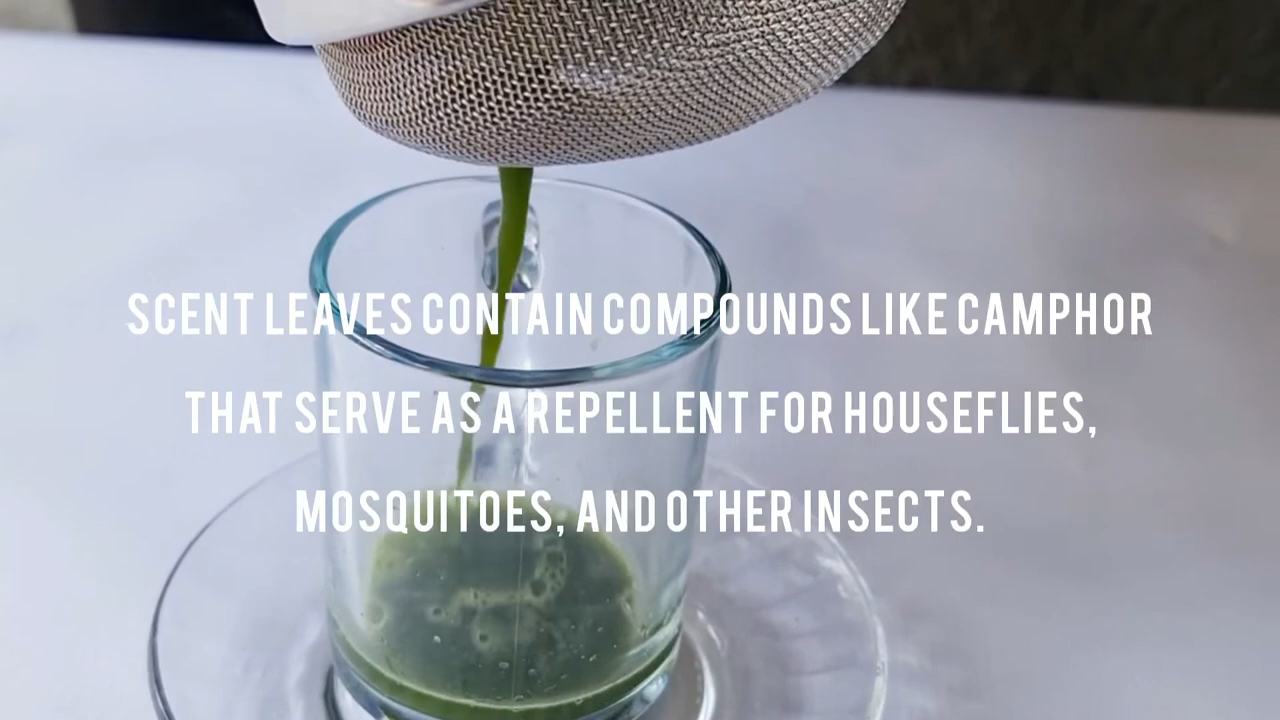 SCENT LEAVES CONTAIN COMPOUNDS LIKE CAMPHOR
THAT SERVE AS A REPELLENT FOR HOUSEFLIES,
MOSQUITOES, AND OTHER INSECTS.